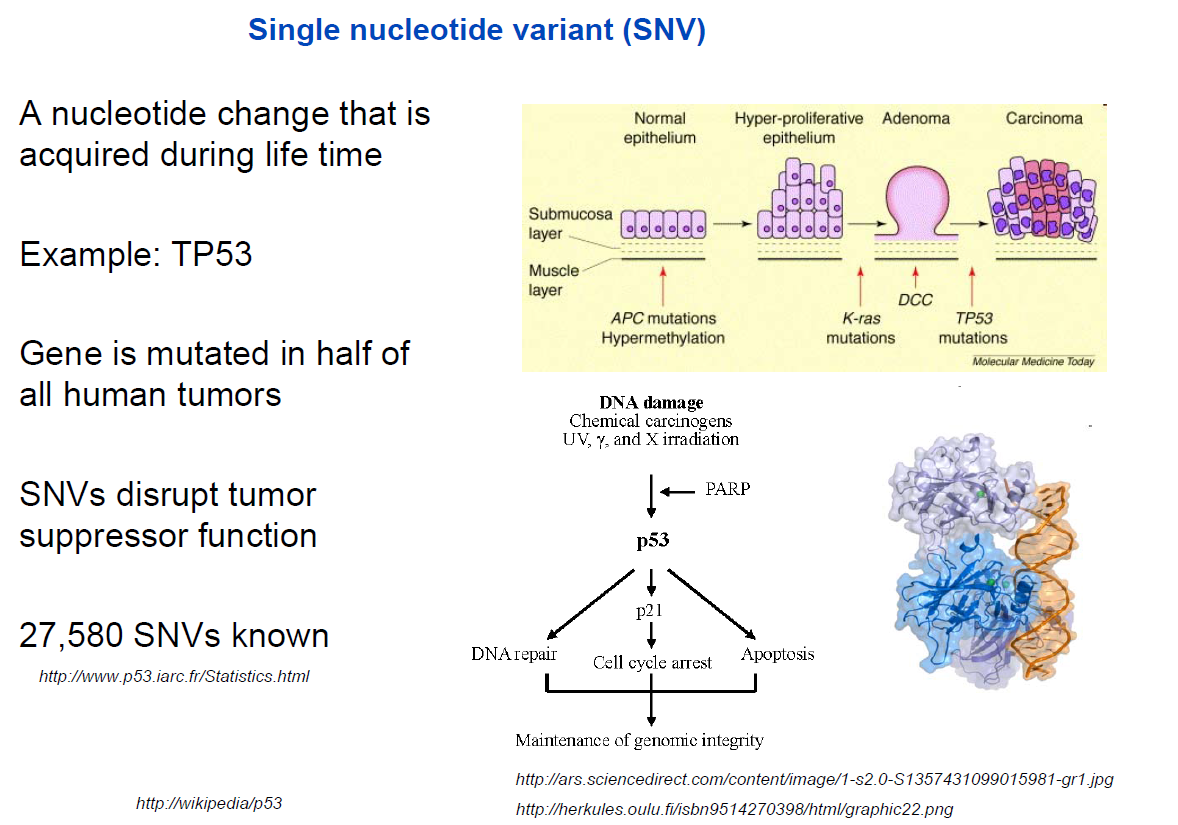 Single nucleotide variant (SNV)
A nucleotide change that is
acquired during life time
Example: TP53
Gene is mutated in half of
all human tumors
SNVs disrupt tumor
suppressor function
27,580 SNVs known
http://www.p53.iarc.fr/Statistics.html
http://wikipedia/p53
Normal
epithelium
Hyper-proliferative
epithelium
Adenoma
Carcinoma
Submucosa
layer
Muscle
layer
APC mutations
Hypermethylation
K-ras
mutations
DCC
TP53
mutations
Molecular Medicine Today
DNA damage
Chemical carcinogens
UV, γ, and X irradiation
PARP
p53
p21
DNA repair
Cell cycle arrest
Apoptosis
Maintenance of genomic integrity
http://ars.sciencedirect.com/content/image/1-s2.0-S1357431099015981-gr1.jpg
http://herkules.oulu.fi/isbn9514270398/html/graphic22.png